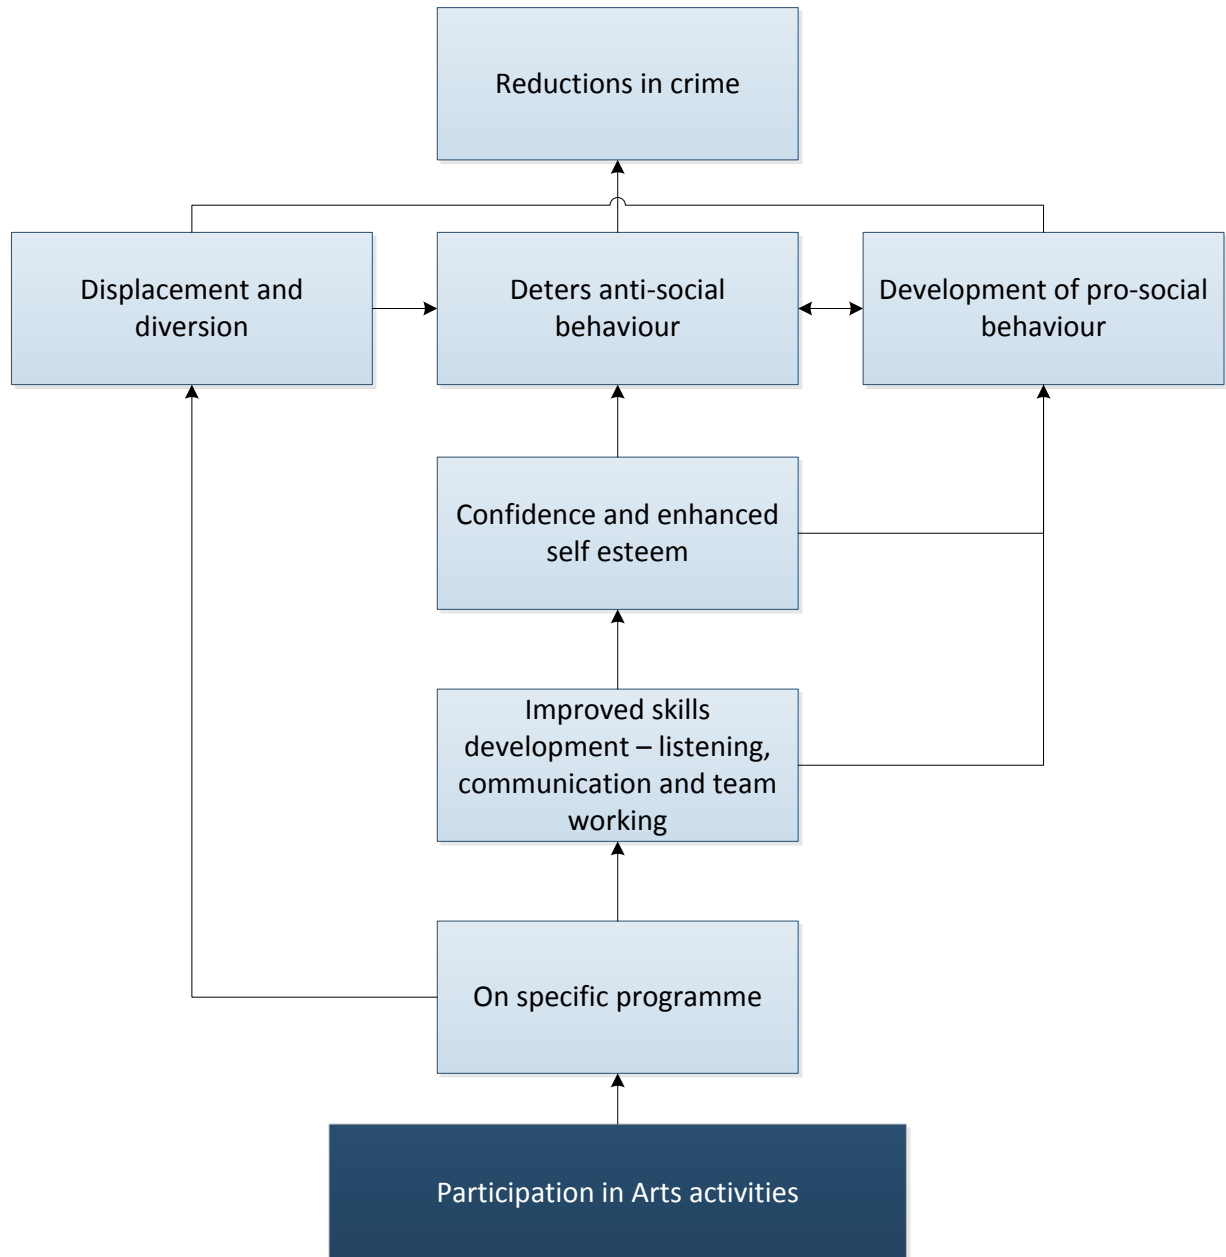 Reductions in crime
Displacement and
diversion
Deters anti-social
behaviour
Development of pro-social
behaviour
Confidence and enhanced
self esteem
Improved skills
development – listening,
communication and team
working
On specific programme
Participation in Arts activities